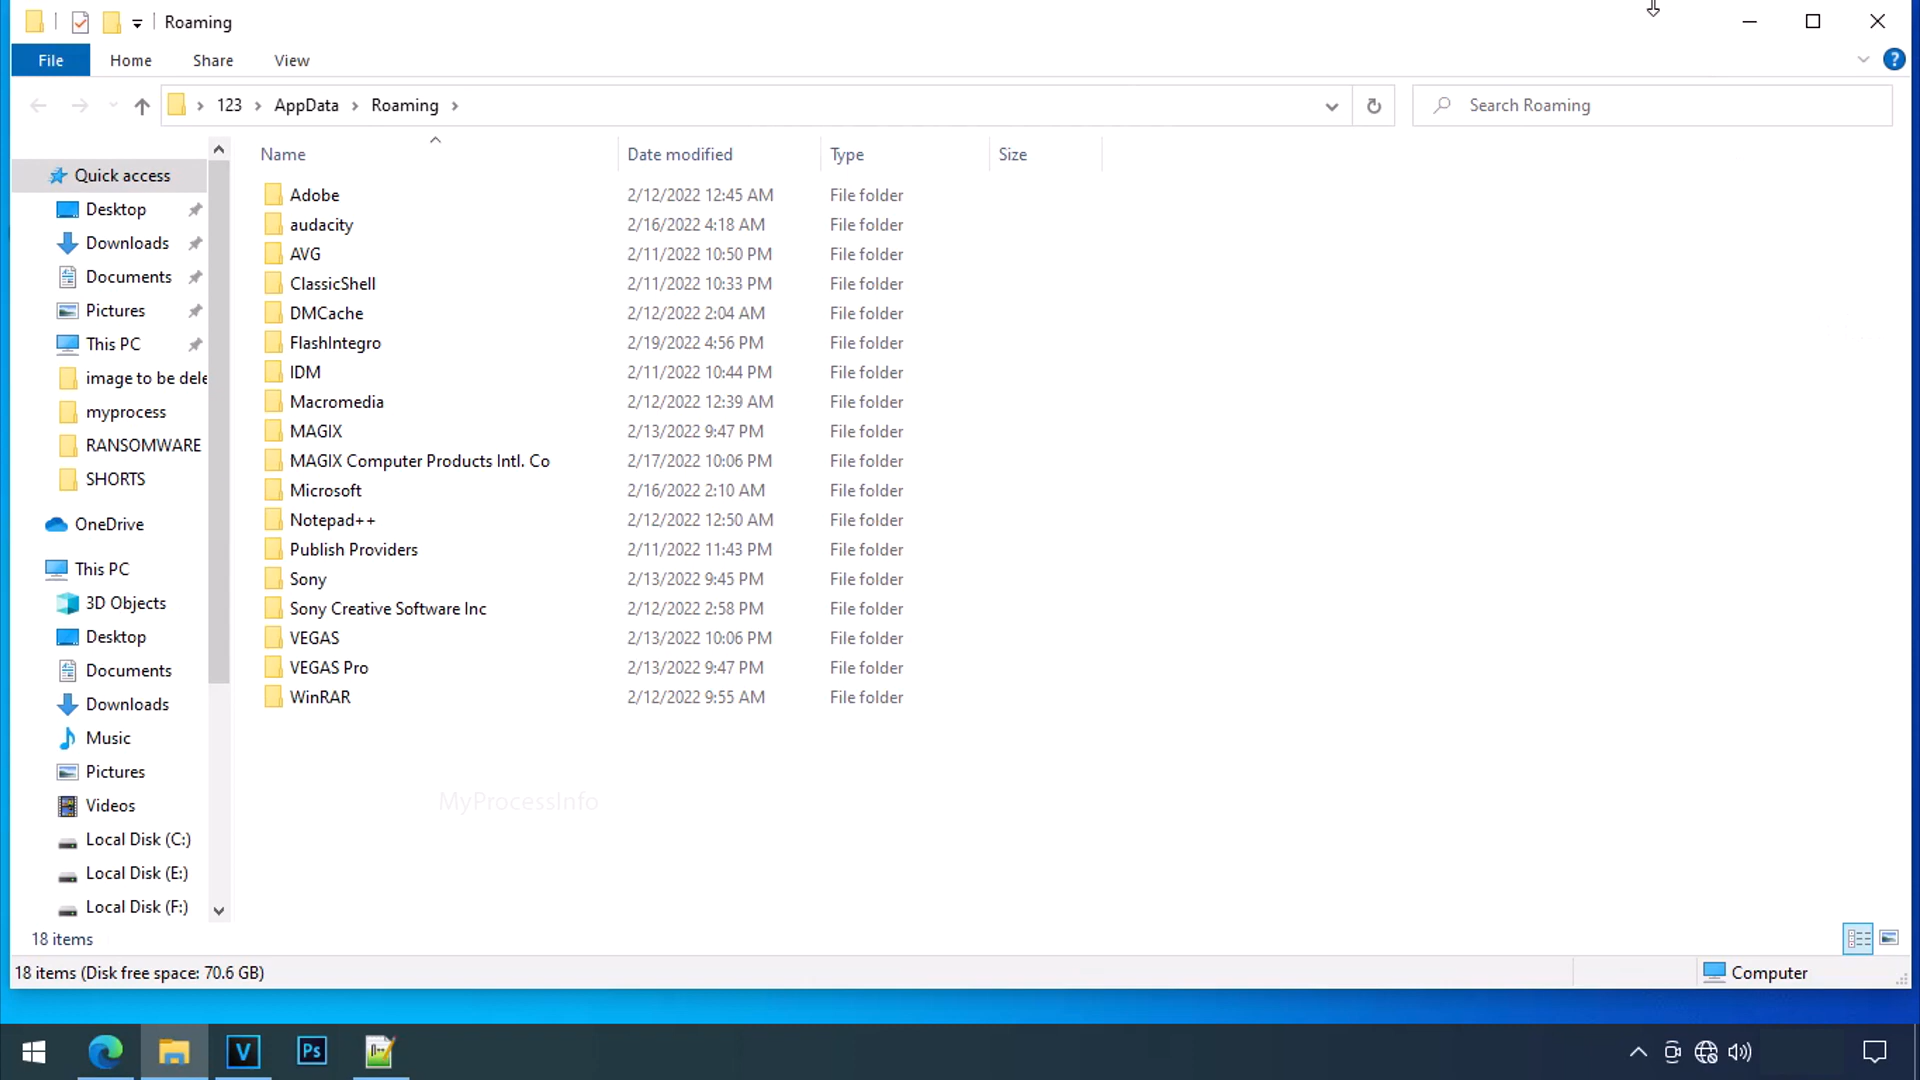 Roaming
File Home Share View
123 AppData Roaming
Search Roaming
Name Date modified Type Size
Quick access
Desktop
Downloads
Documents
Pictures
This PC
image to be dele
myprocess
RANSOMWARE
SHORTS
OneDrive
This PC
3D Objects
Desktop
Documents
Downloads
Music
Pictures
Videos
Local Disk (C:)
Local Disk (E:)
Local Disk (F:)
Adobe 2/12/2022 12:45 AM File folder
audacity 2/16/2022 4:18 AM File folder
AVG 2/11/2022 10:50 PM File folder
ClassicShell 2/11/2022 10:33 PM File folder
DMCache 2/12/2022 2:04 AM File folder
FlashIntegro 2/19/2022 4:56 PM File folder
IDM 2/11/2022 10:44 PM File folder
Macromedia 2/12/2022 12:39 AM File folder
MAGIX 2/13/2022 9:47 PM File folder
MAGIX Computer Products Intl. Co 2/17/2022 10:06 PM File folder
Microsoft 2/16/2022 2:10 AM File folder
Notepad++ 2/12/2022 12:50 AM File folder
Publish Providers 2/11/2022 11:43 PM File folder
Sony 2/13/2022 9:45 PM File folder
Sony Creative Software Inc 2/12/2022 2:58 PM File folder
VEGAS 2/13/2022 10:06 PM File folder
VEGAS Pro 2/13/2022 9:47 PM File folder
WinRAR 2/12/2022 9:55 AM File folder
MyProcessInfo
18 items
18 items (Disk free space: 70.6 GB)
Computer
V Ps